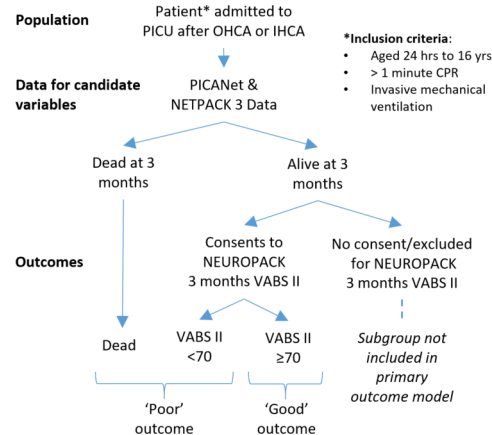 Population
Patient* admitted to
PICU after OHCA or IHCA
*Inclusion criteria:
• Aged 24 hrs to 16 yrs
• > 1 minute CPR
• Invasive mechanical
ventilation
Data for candidate
variables
PICANet &
NETPACK 3 Data
Dead at 3
months
Alive at 3
months
Outcomes
Consents to
NEUROPACK
3 months VABS II
No consent/excluded
for NEUROPACK
3 months VABS II
Dead
VABS II
<70
VABS II
≥70
Subgroup not
included in
primary
outcome model
‘Poor’
outcome
‘Good’
outcome